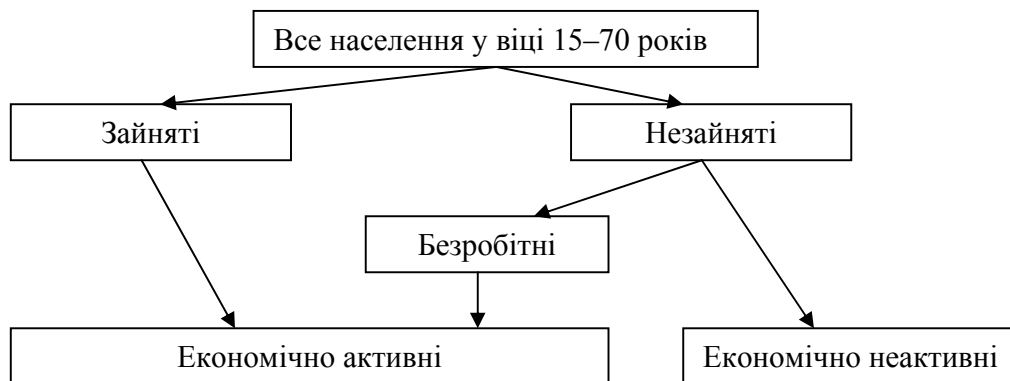 Все населення у віці 15–70 років
Зайняті
Незайняті
Безробітні
Економічно активні
Економічно неактивні